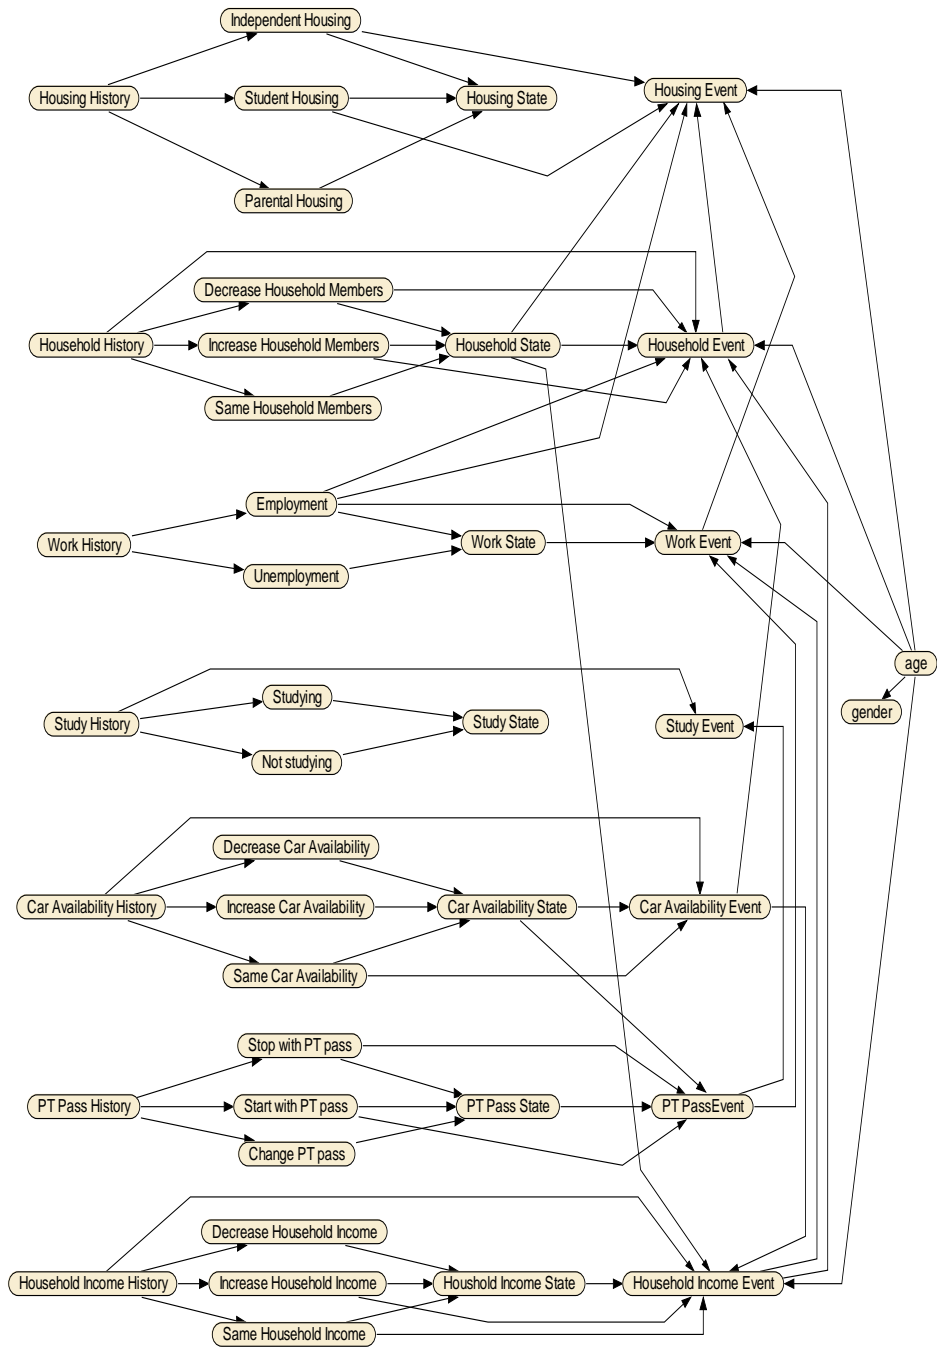 Independent Housing
Housing History
Student Housing
Housing State
Housing Event
Parental Housing
Decrease Household Members
Household History
Increase Household Members
Household State
Household Event
Same Household Members
Employment
Work History
Work State
Work Event
Unemployment
age
Studying
gender
Study History
Study State
Study Event
Not studying
Decrease Car Availability
Car Availability History
Increase Car Availability
Car Availability State
Car Availability Event
Same Car Availability
Stop with PT pass
PT Pass History
Start with PT pass
PT Pass State
PT PassEvent
Change PT pass
Decrease Household Income
Household Income History
Increase Household Income
Houshold Income State
Household Income Event
Same Household Income